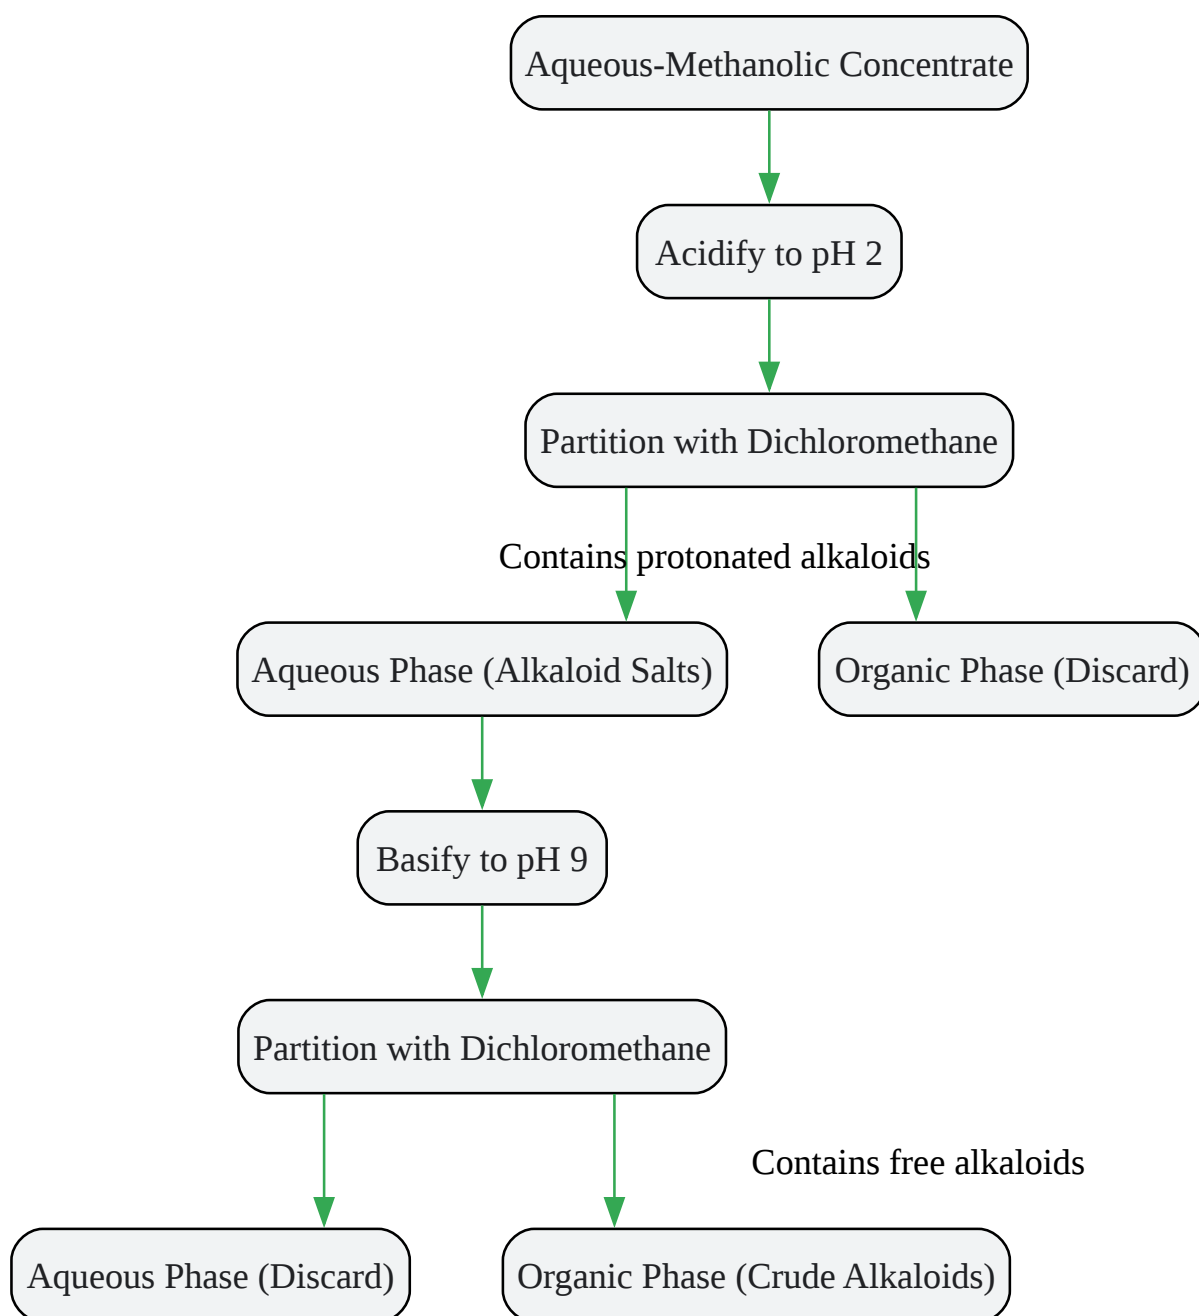 Aqueous-Methanolic Concentrate
Acidify to pH 2
Partition with Dichloromethane
Contains protonated alkaloids
Aqueous Phase (Alkaloid Salts)
Organic Phase (Discard)
Basify to pH 9
Partition with Dichloromethane
Contains free alkaloids
Aqueous Phase (Discard)
Organic Phase (Crude Alkaloids)